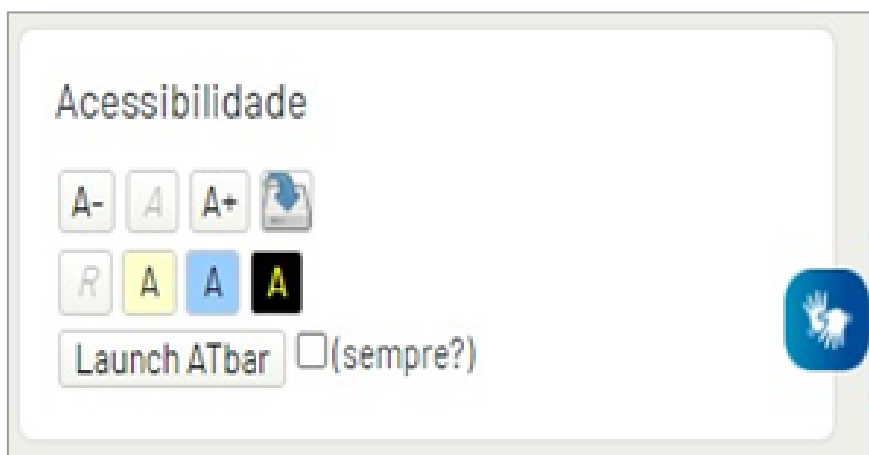 Acessibilidade
A- A A+
R A A A
Launch ATbar (sempre?)